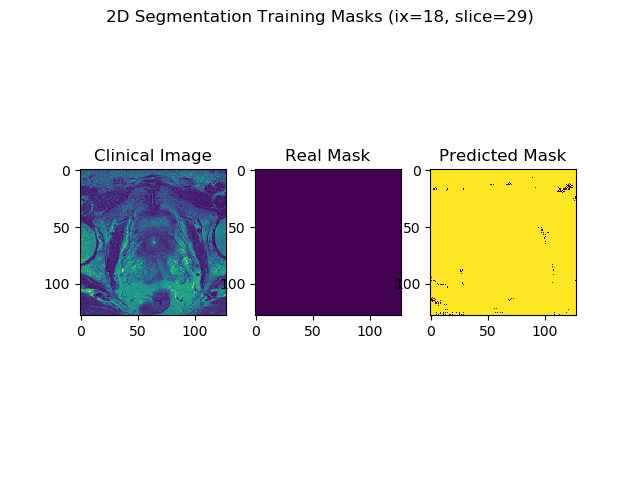 2D Segmentation Training Masks (ix=18, slice=29)
Clinical Image Real Mask Predicted Mask
0 0 0
50 50 50
100 100 100
0 50 100 0 50 100 0 50 100